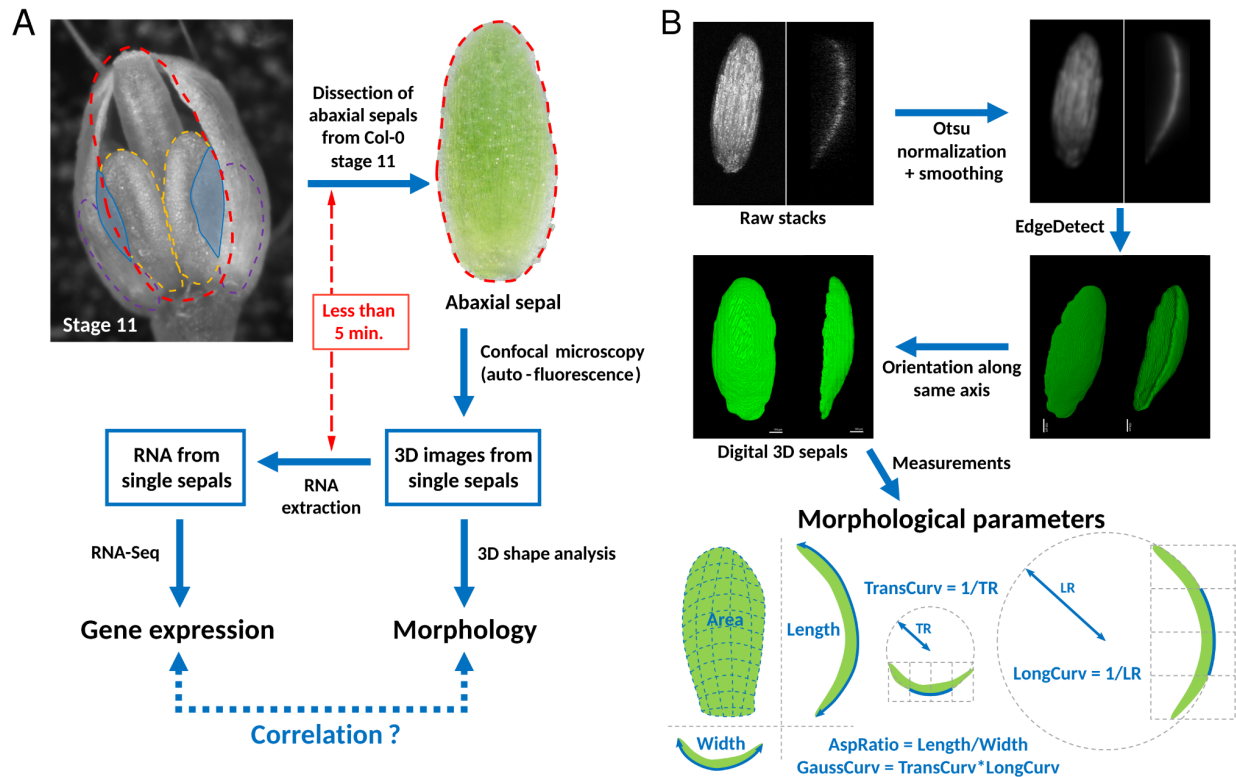 A
Dissection of
abaxial sepals
from Col-0
stage 11
Stage 11
Less than
5 min.
Abaxial sepal
Confocal microscopy
(auto-fluorescence)
RNA from
single sepals
RNA
extraction
3D images from
single sepals
RNA-Seq
3D shape analysis
Gene expression
Morphology
Correlation ?
B
Raw stacks
Otsu
normalization
+ smoothing
EdgeDetect
Orientation along
same axis
Digital 3D sepals
Measurements
Morphological parameters
Area
Length
Width
TransCurv = 1/TR
TR
LR
LongCurv = 1/LR
AspRatio = Length/Width
GaussCurv = TransCurv*LongCurv